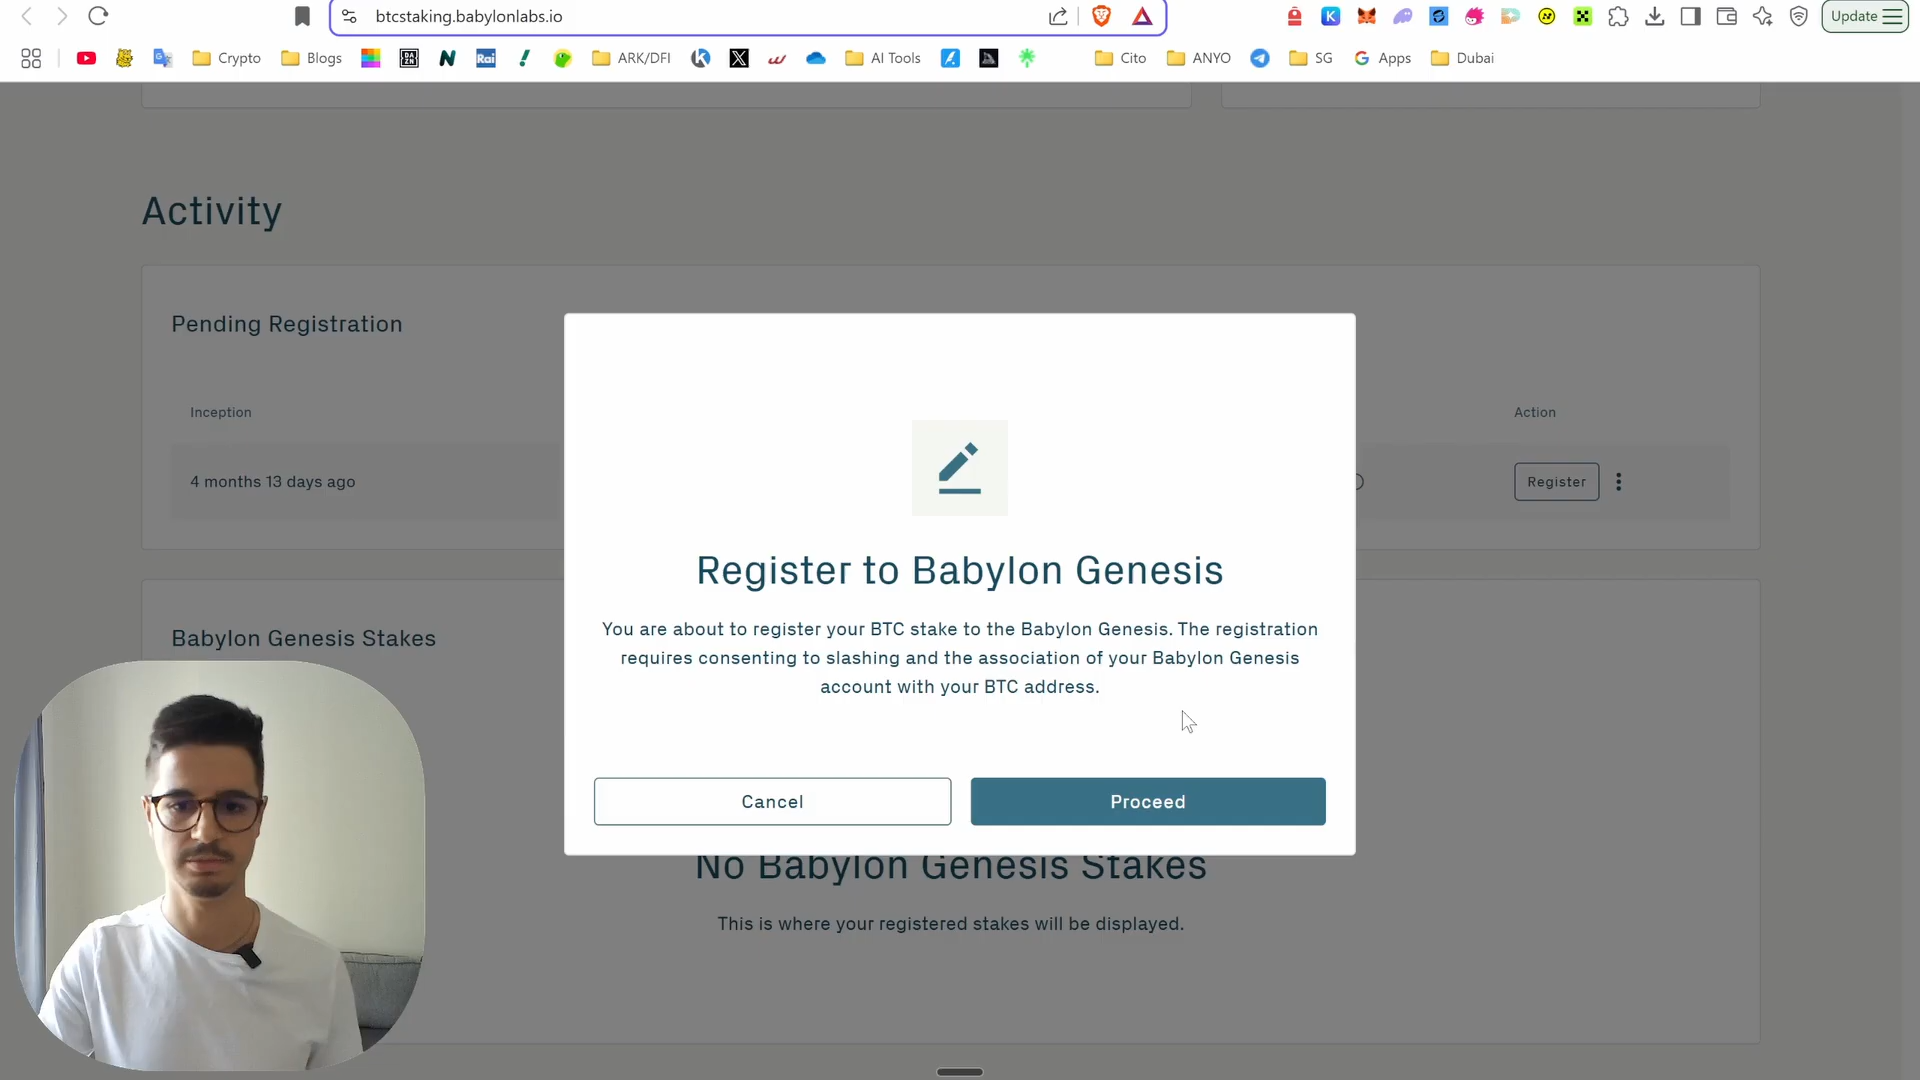 btcstaking.babylonlabs.io
Update
Crypto
Blogs
DAZN
Rai
ARK/DFI
AI Tools
Cito
ANYO
SG
Apps
Dubai
Activity
Pending Registration
Inception
Action
4 months 13 days ago
Register
Register to Babylon Genesis
You are about to register your BTC stake to the Babylon Genesis. The registration
requires consenting to slashing and the association of your Babylon Genesis
account with your BTC address.
Cancel
Proceed
Babylon Genesis Stakes
No Babylon Genesis Stakes
This is where your registered stakes will be displayed.